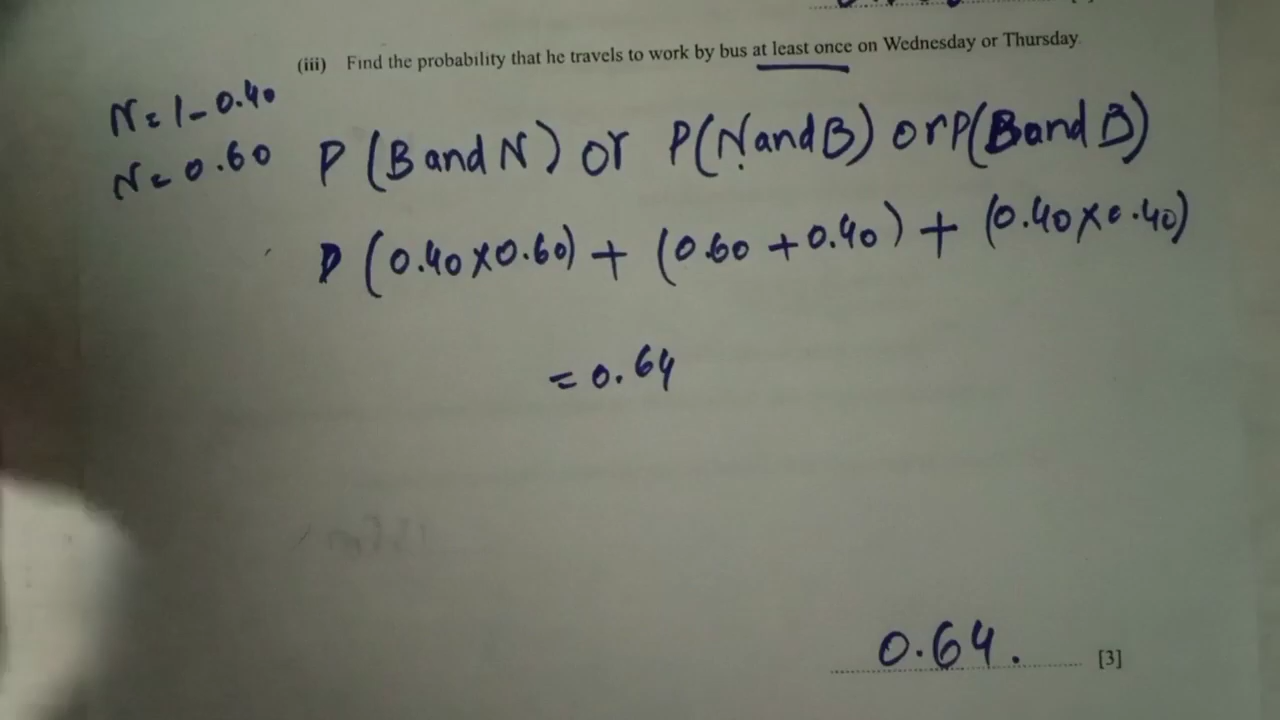 (iii) Find the probability that he travels to work by bus at least once on Wednesday or Thursday.
N = 1 - 0.40
N = 0.60
P (B and N) or P(N and B) or P(B and B)
P (0.40 × 0.60) + (0.60 + 0.40) + (0.40 × 0.40)
= 0.64
0.64. [3]